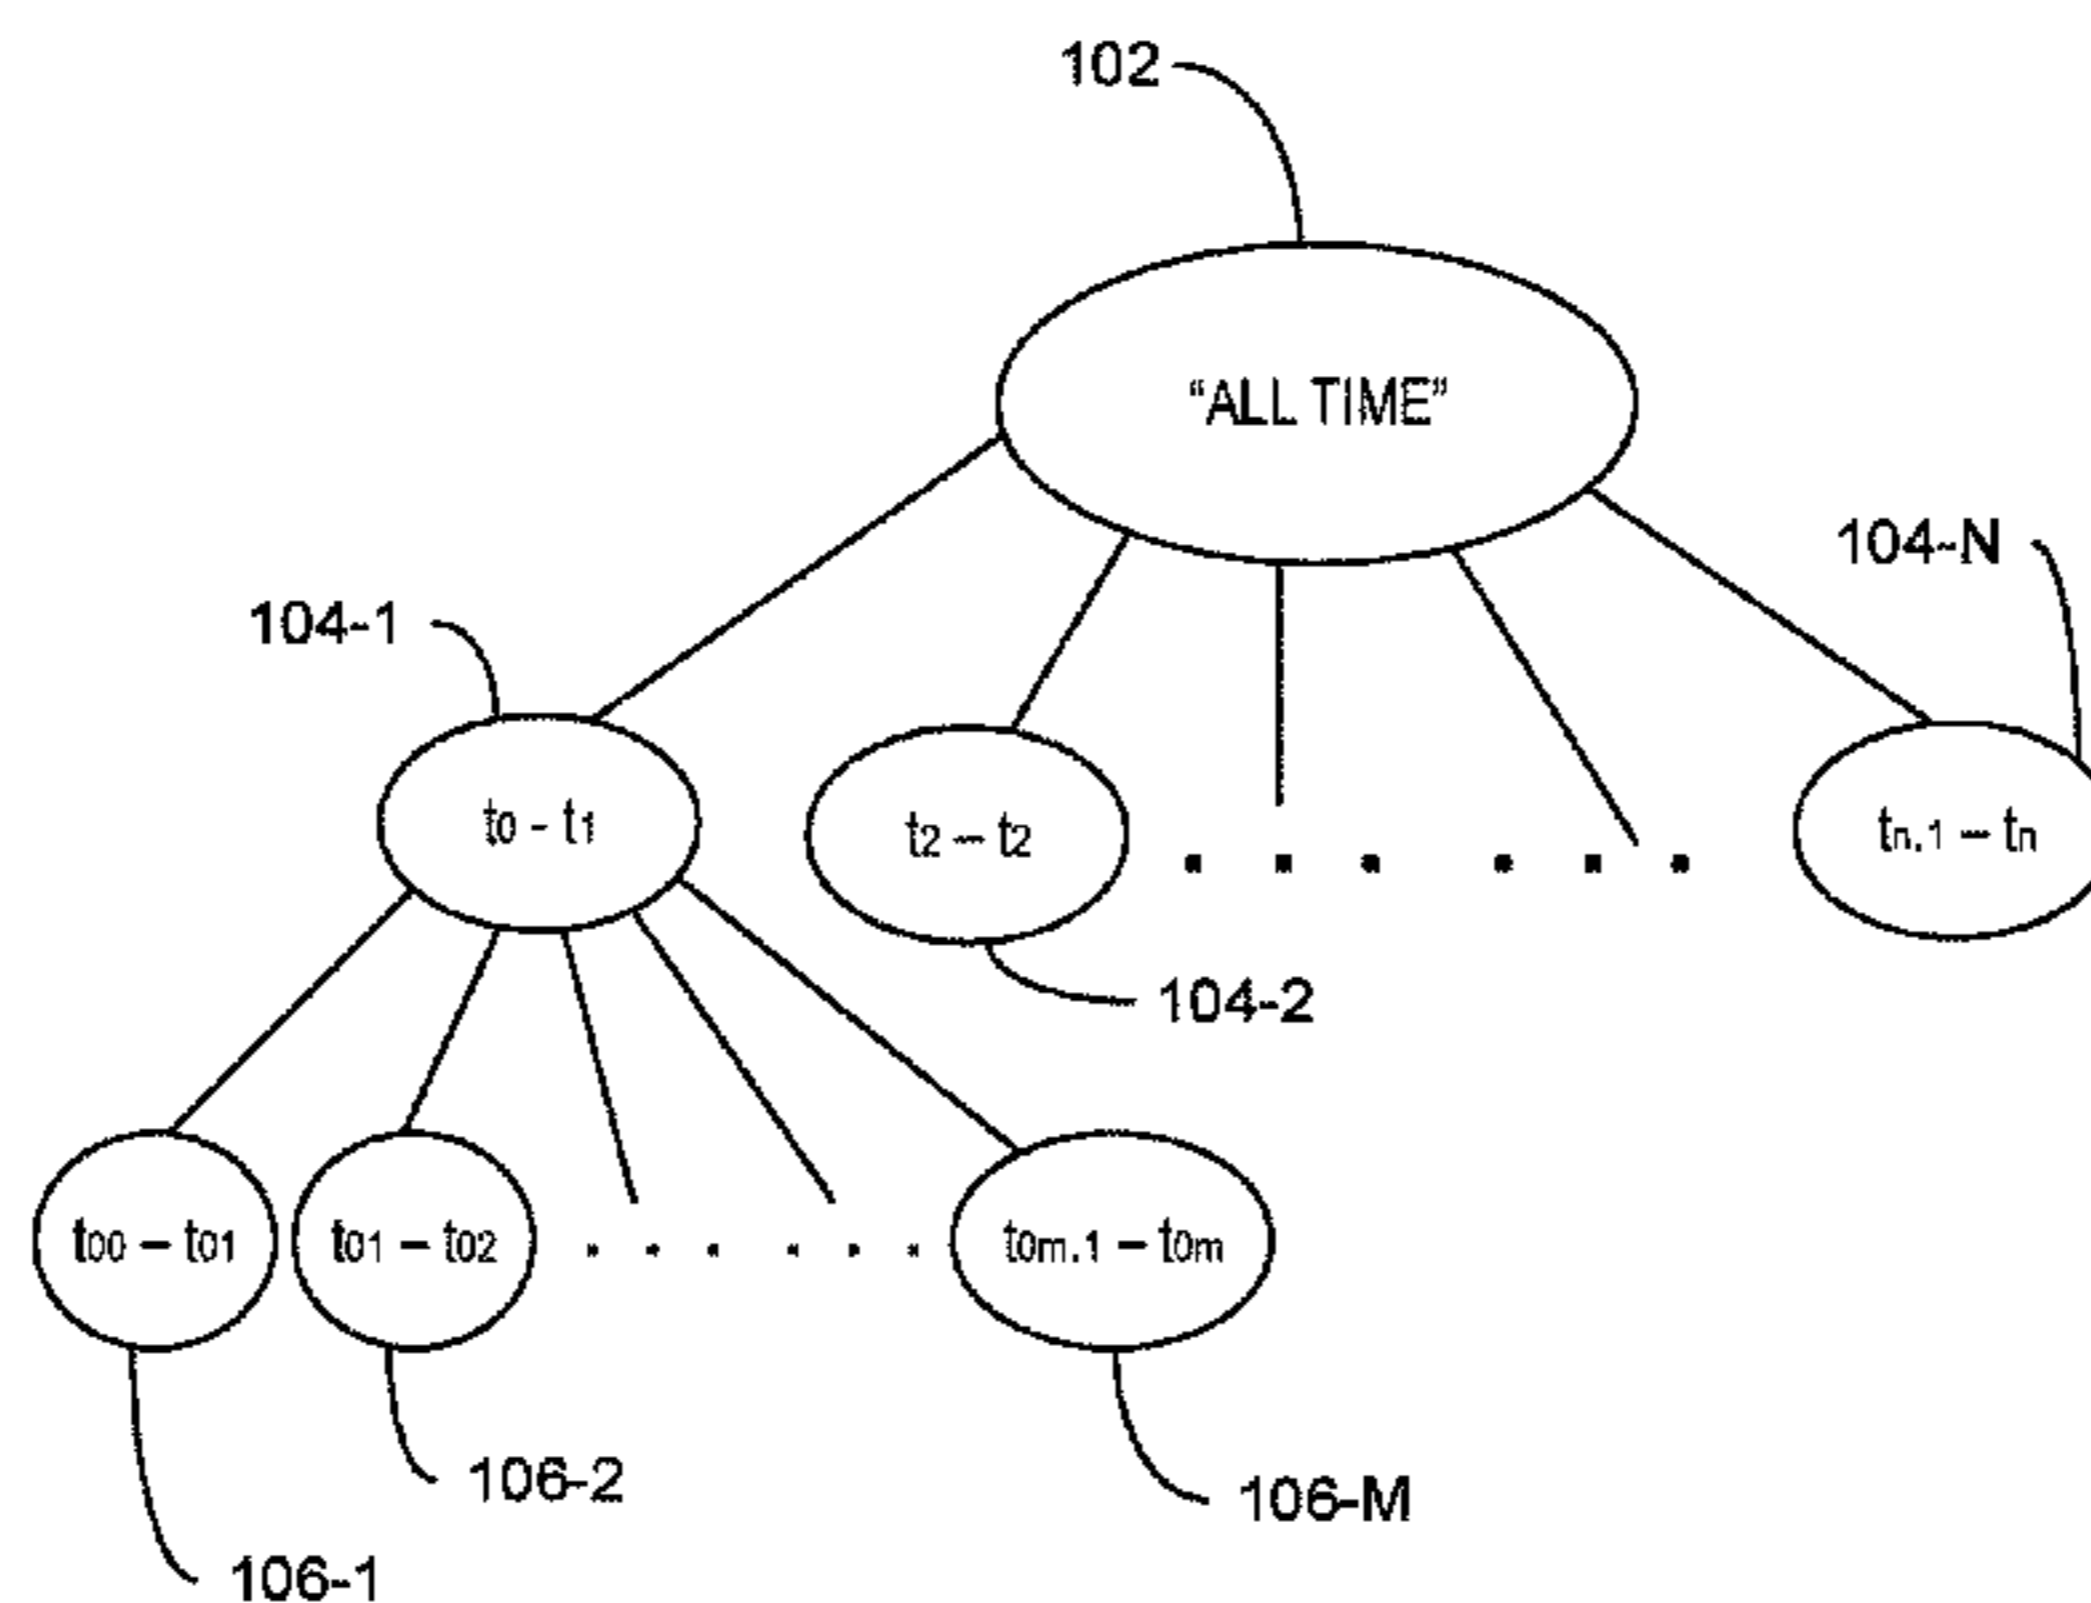 102
"ALL TIME"
104-N
104-1
t0 - t1
t2 – t2
tn.1 – tn
104-2
t00 – t01
t01 – t02
t0m.1 – t0m
106-2
106-M
106-1